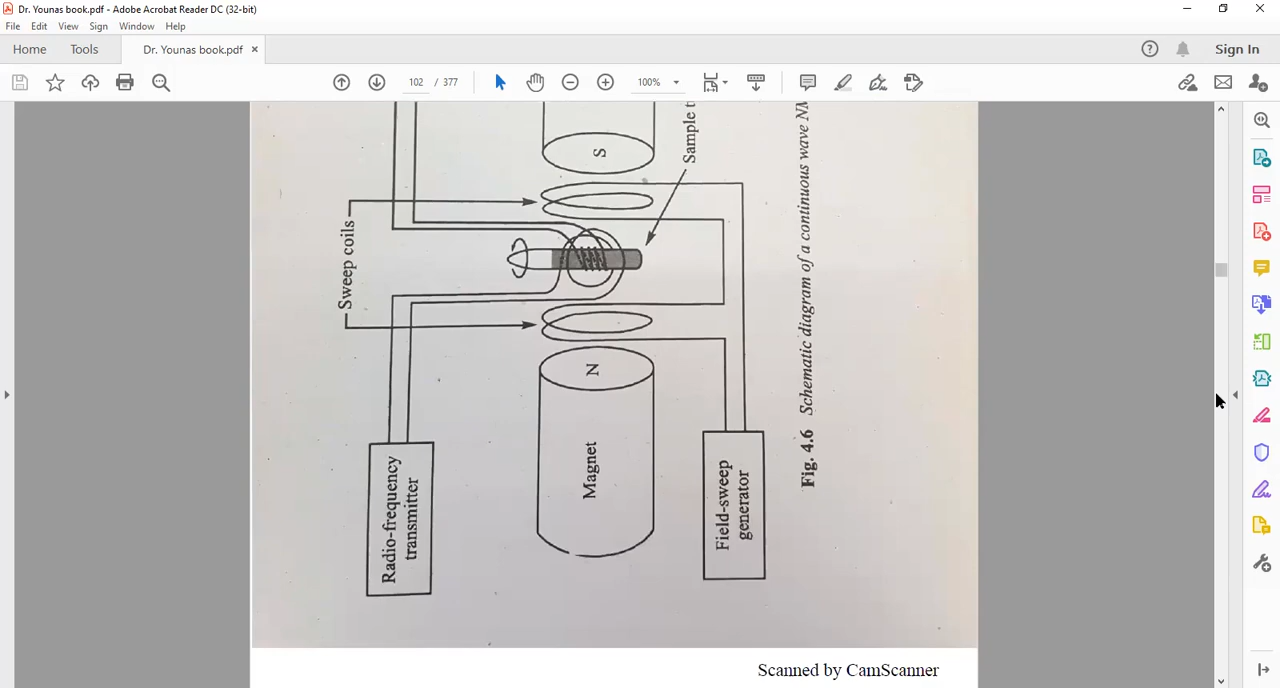 Dr. Younas book.pdf - Adobe Acrobat Reader DC (32-bit)
File Edit View Sign Window Help
Home Tools Dr. Younas book.pdf × Sign In
102 / 377 100%
S
Sample t
Sweep coils
N
Magnet
Radio-frequency
transmitter
Field-sweep
generator
Fig. 4.6 Schematic diagram of a continuous wave NM
Scanned by CamScanner